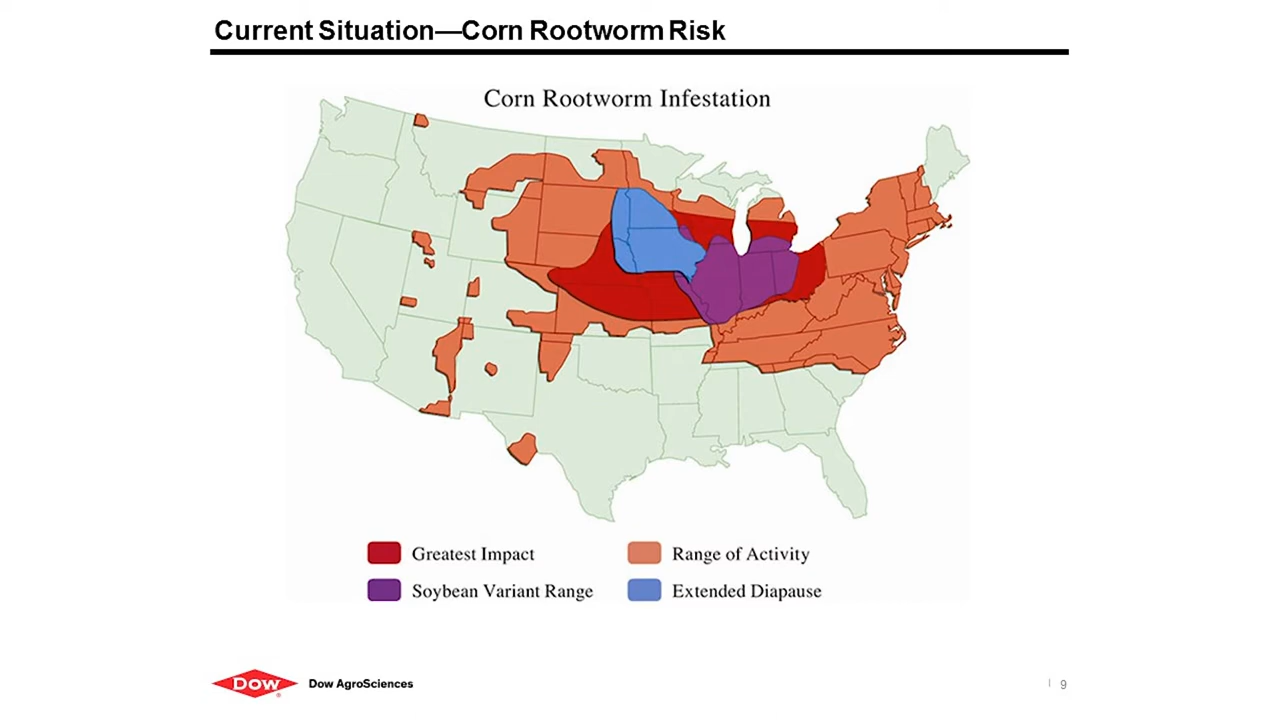 Current Situation—Corn Rootworm Risk
Corn Rootworm Infestation
Greatest Impact
Range of Activity
Soybean Variant Range
Extended Diapause
Dow
Dow AgroSciences
| 9